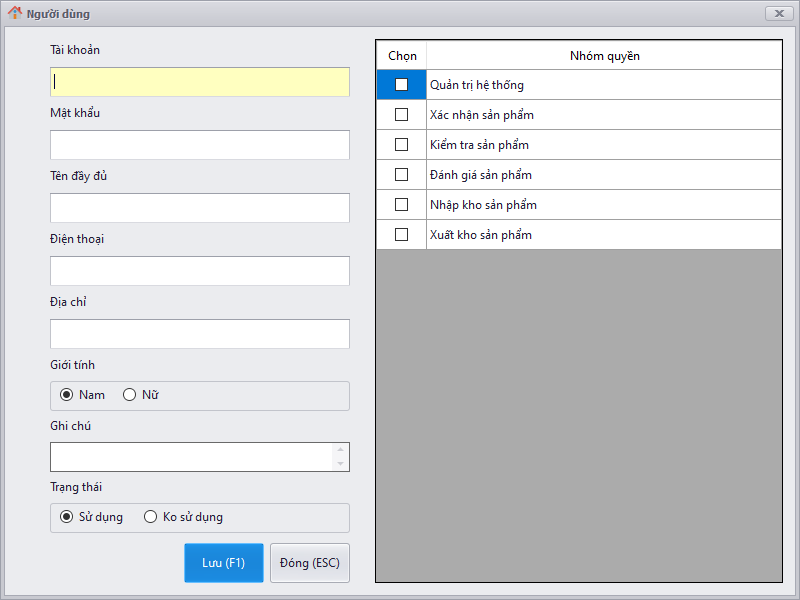 Người dùng
Tài khoản
Mật khẩu
Tên đầy đủ
Điện thoại
Địa chỉ
Giới tính
Nam Nữ
Ghi chú
Trạng thái
Sử dụng Ko sử dụng
Lưu (F1) Đóng (ESC)
Chọn Nhóm quyền
Quản trị hệ thống
Xác nhận sản phẩm
Kiểm tra sản phẩm
Đánh giá sản phẩm
Nhập kho sản phẩm
Xuất kho sản phẩm